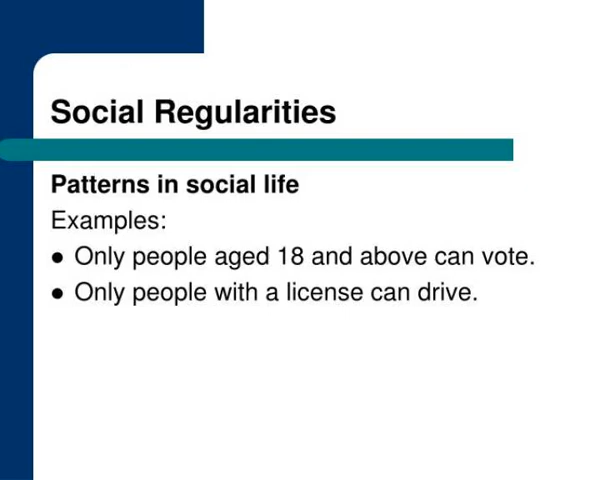 Social Regularities
Patterns in social life
Examples:
● Only people aged 18 and above can vote.
● Only people with a license can drive.